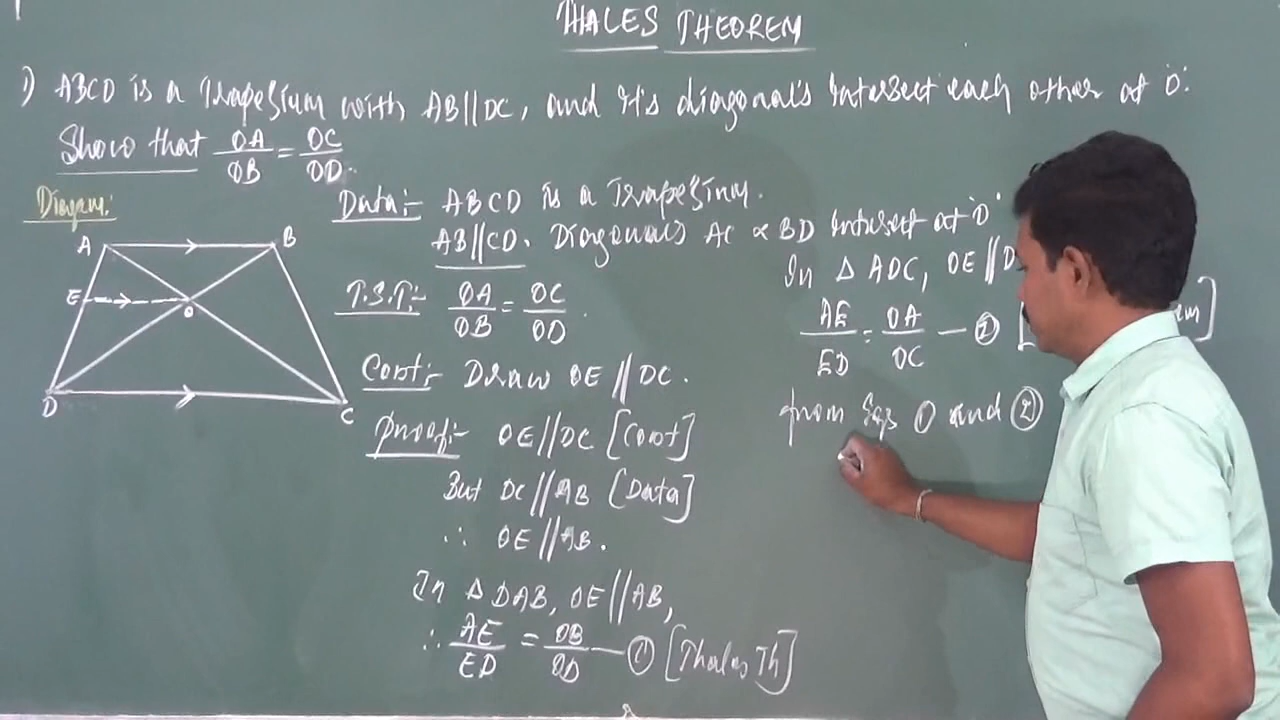 THALES THEOREM
1) ABCD is a Trapezium with AB//DC, and it's diagonals Intersect each other at 'O'.
Show that OA/OB = OC/OD.
Diagram:
A B
E O
D C
Data:- ABCD is a Trapezium.
AB//CD. Diagonals AC & BD Intersect at 'O'
T.S.T:- OA/OB = OC/OD.
Cont:- Draw OE // DC.
Proof:- OE//DC [Cont]
But DC//AB [Data]
∴ OE//AB.
In Δ DAB, OE//AB,
∴ AE/ED = OB/OD — ① [Thales Th]
In Δ ADC, OE // D
AE/ED = OA/OC — ② [ ]
from Eqs ① and ②